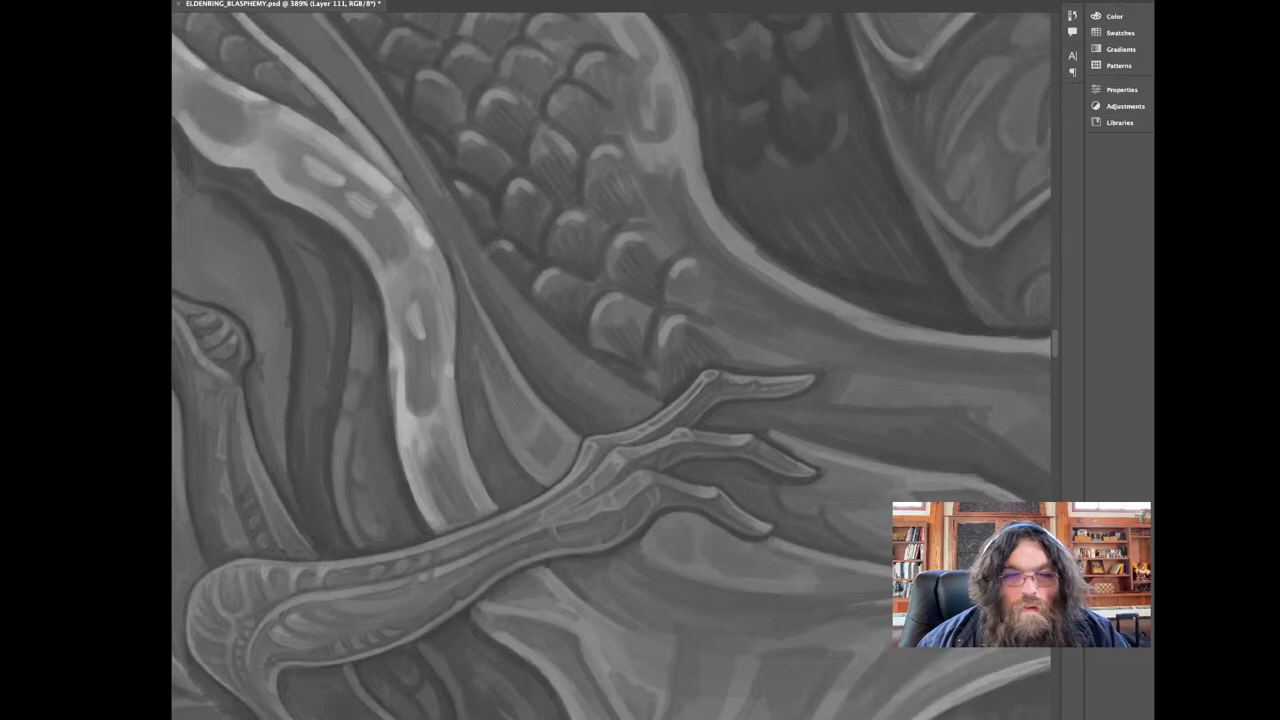 × ELDENRING_BLASPHEMY.psd @ 389% (Layer 111, RGB/8*) *
Color
Swatches
A| Gradients
Patterns
¶
Properties
Adjustments
Libraries